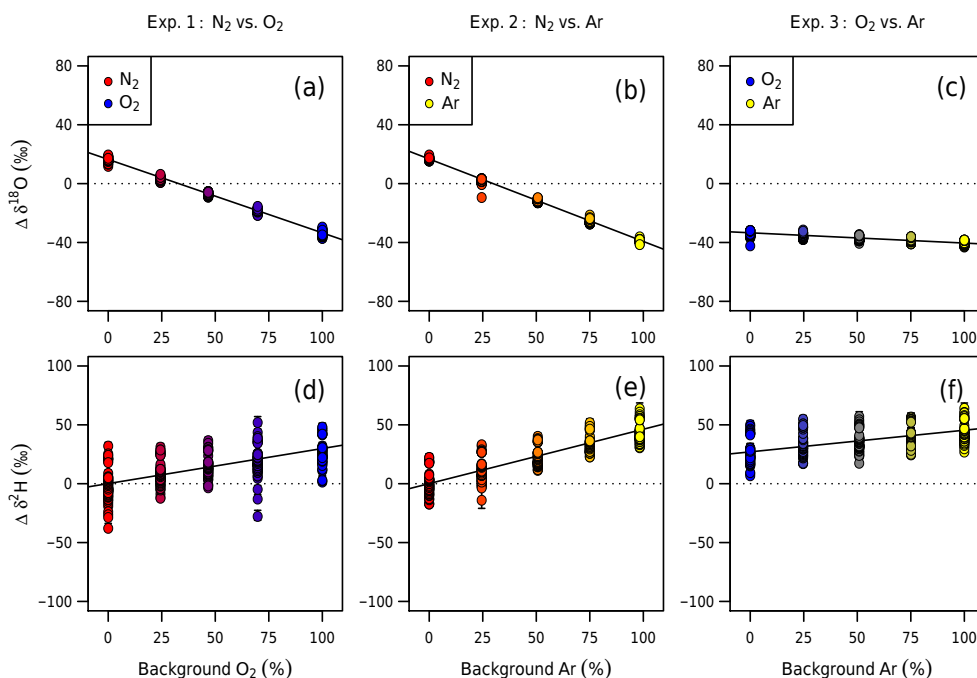 Exp. 1 : N₂ vs. O₂
Exp. 2 : N₂ vs. Ar
Exp. 3 : O₂ vs. Ar
Δ δ¹⁸O (‰)
80
40
0
−40
−80
N₂
O₂
(a)
0 25 50 75 100
80
40
0
−40
−80
N₂
Ar
(b)
0 25 50 75 100
80
40
0
−40
−80
O₂
Ar
(c)
0 25 50 75 100
Δ δ²H (‰)
100
50
0
−50
−100
(d)
0 25 50 75 100
Background O₂ (%)
100
50
0
−50
−100
(e)
0 25 50 75 100
Background Ar (%)
100
50
0
−50
−100
(f)
0 25 50 75 100
Background Ar (%)